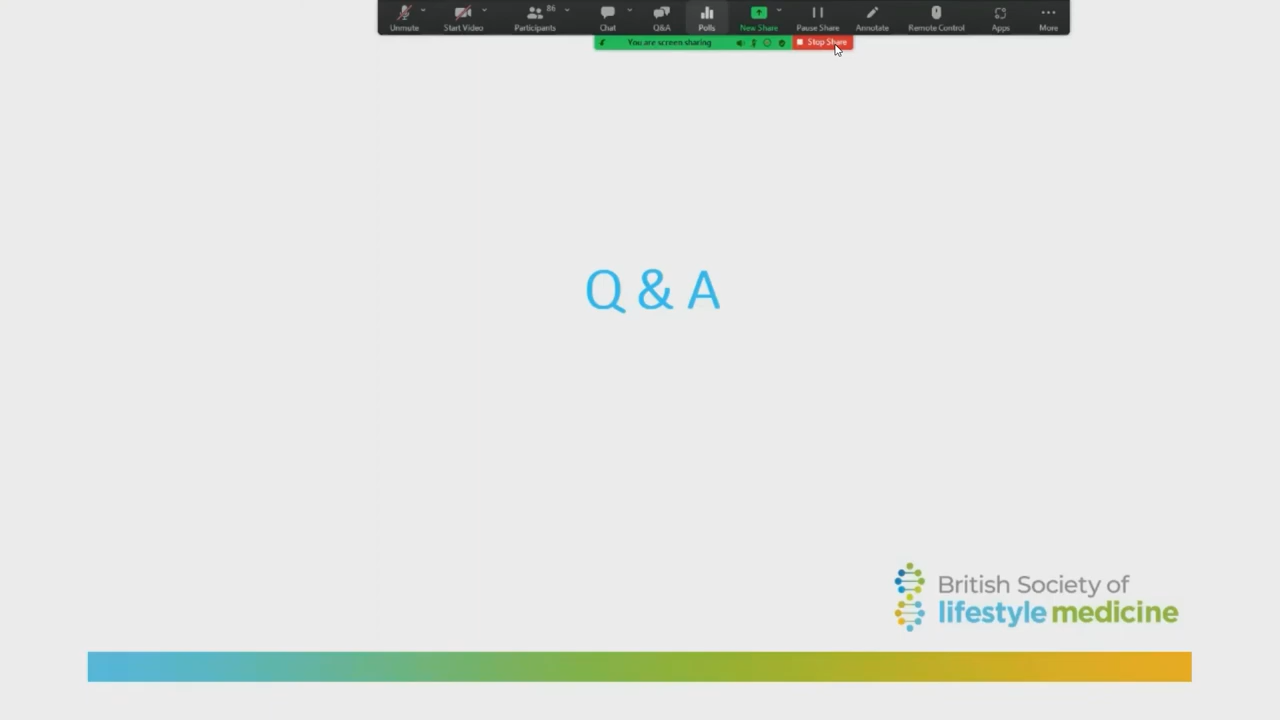 86
Unmute Start Video Participants Chat Q&A Polls New Share Pause Share Annotate Remote Control Apps More
You are screen sharing Stop Share
Q & A
British Society of
lifestyle medicine